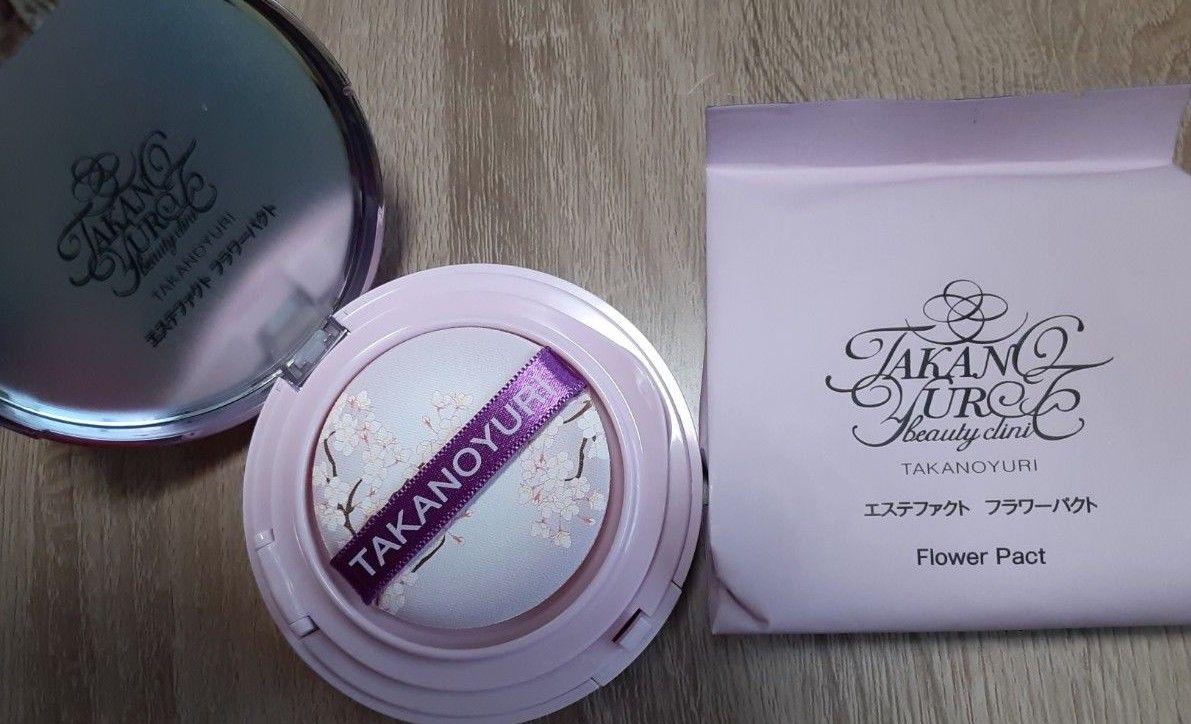 TAKANO
YURI
beauty clinic
TAKANOYURI
エステファクト フラワーパクト
TAKANOYURI
TAKANO
YURI
beauty clinic
TAKANOYURI
エステファクト フラワーパクト
Flower Pact